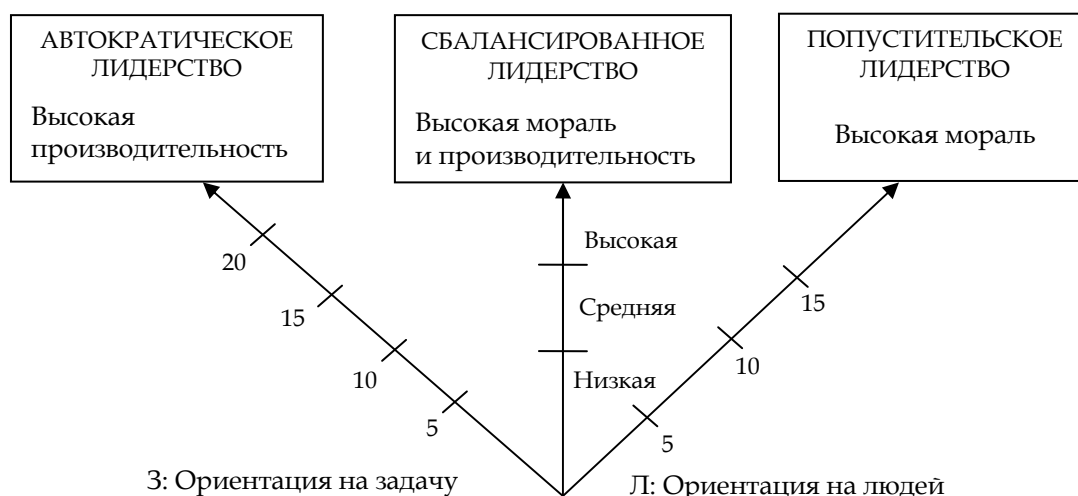 АВТОКРАТИЧЕСКОЕ
ЛИДЕРСТВО
Высокая
производительность
СБАЛАНСИРОВАННОЕ
ЛИДЕРСТВО
Высокая мораль
и производительность
ПОПУСТИТЕЛЬСКОЕ
ЛИДЕРСТВО
Высокая мораль
20
15
10
5
Высокая
Средняя
Низкая
15
10
5
З: Ориентация на задачу
Л: Ориентация на людей